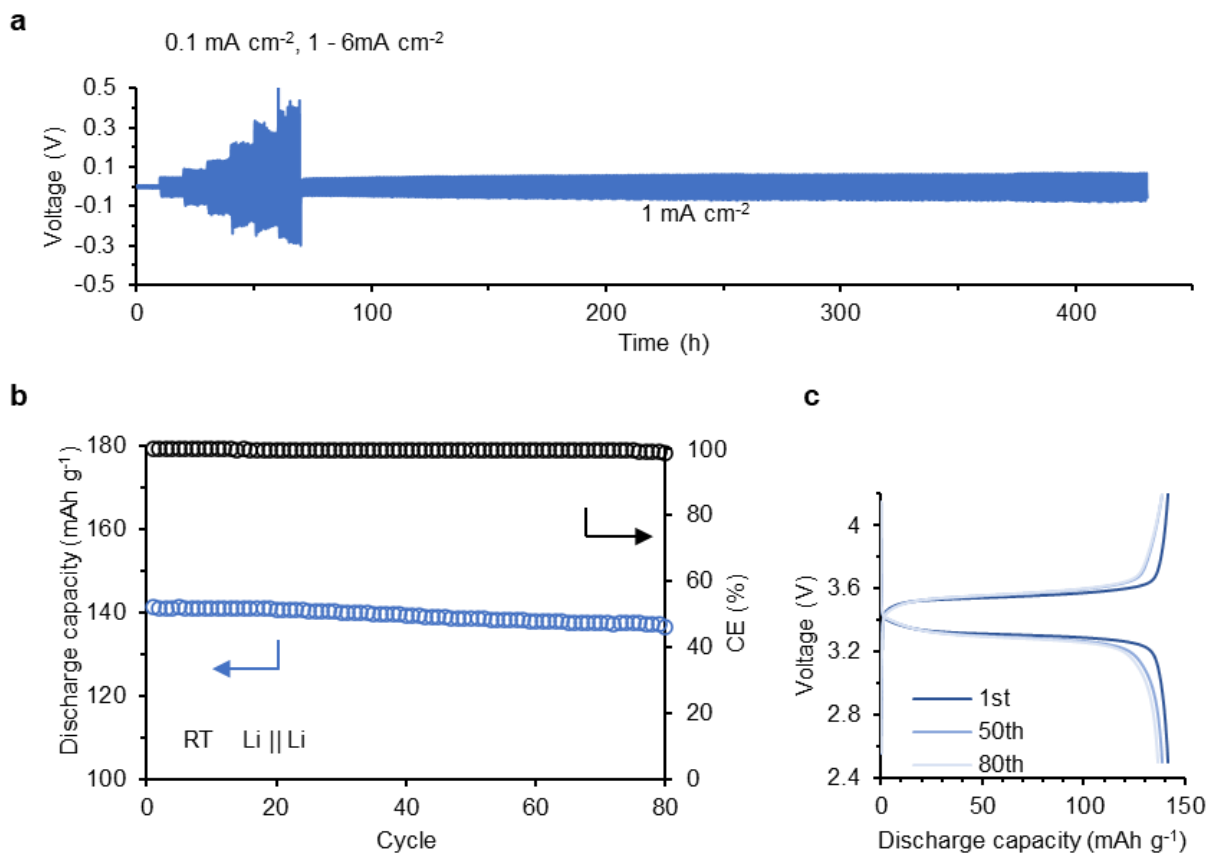 a
0.1 mA cm-2, 1 - 6mA cm-2
0.5
0.3
0.1
-0.1
-0.3
-0.5
Voltage (V)
1 mA cm-2
0 100 200 300 400
Time (h)
b
180
170
160
150
140
130
120
110
100
Discharge capacity (mAh g-1)
100
80
60
40
20
0
CE (%)
RT Li || Li
0 20 40 60 80
Cycle
c
4
3.6
3.2
2.8
2.4
Voltage (V)
1st
50th
80th
0 50 100 150
Discharge capacity (mAh g-1)